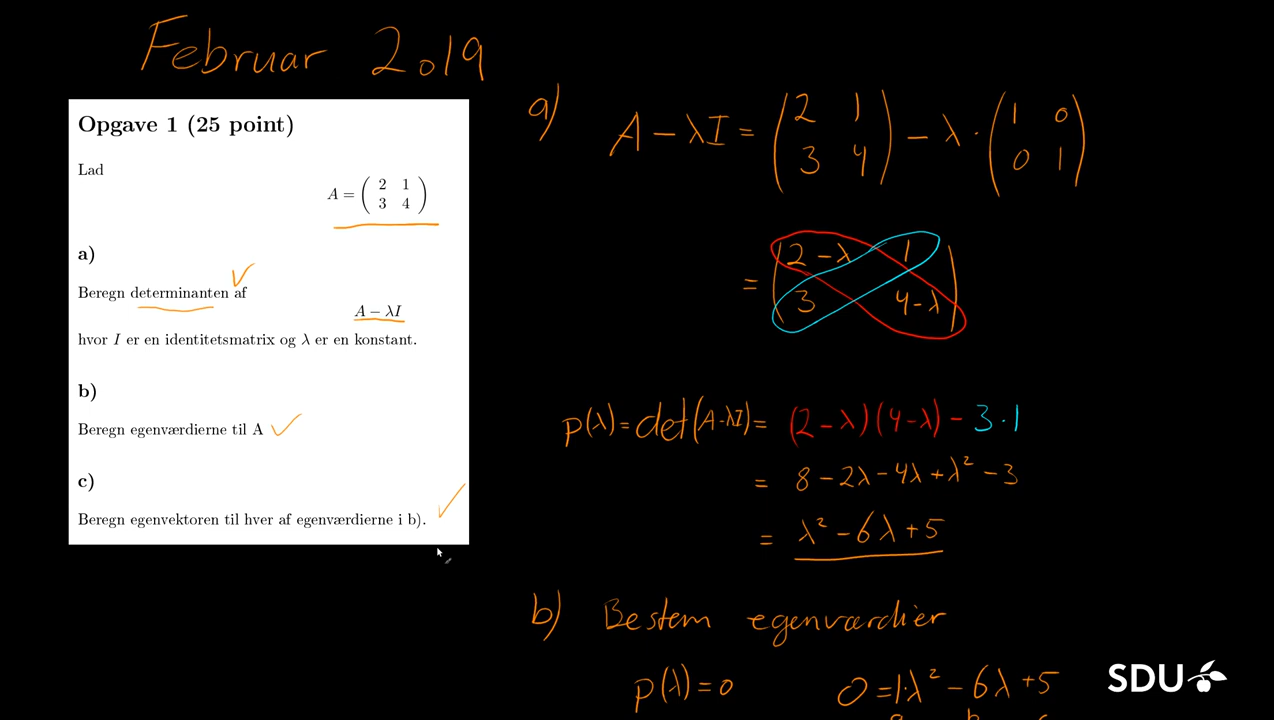 Februar 2019
Opgave 1 (25 point)
Lad
A = ( 2 1
3 4 )
a)
Beregn determinanten af
A − λI
hvor I er en identitetsmatrix og λ er en konstant.
b)
Beregn egenværdierne til A
c)
Beregn egenvektoren til hver af egenværdierne i b).
a)
A − λI = ( 2 1 ) − λ · ( 1 0 )
( 3 4 ) ( 0 1 )
= | 2 − λ 1 |
| 3 4 − λ |
p(λ) = det(A − λI) = (2 − λ)(4 − λ) − 3 · 1
= 8 − 2λ − 4λ + λ² − 3
= λ² − 6λ + 5
b) Bestem egenværdier
p(λ) = 0 0 = 1·λ² − 6λ + 5
SDU